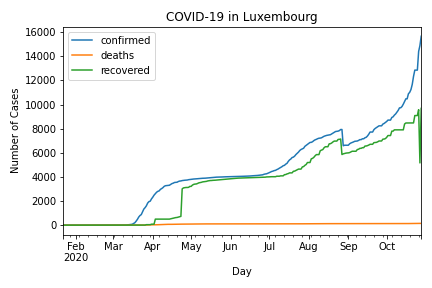 COVID-19 in Luxembourg
confirmed
deaths
recovered
Number of Cases
16000
14000
12000
10000
8000
6000
4000
2000
0
Feb Mar Apr May Jun Jul Aug Sep Oct
2020
Day